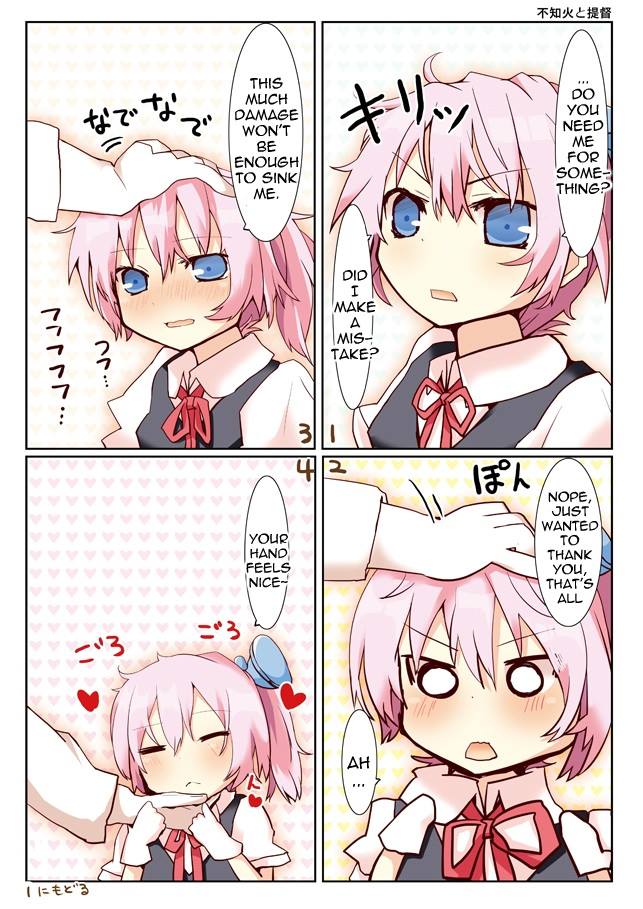 不知火と提督
...
DO YOU
NEED
ME
FOR
SOME-
THING?
キリッ
DID
I
MAKE
A
MIS-
TAKE?
1
2
NOPE,
JUST
WANTED
TO
THANK
YOU,
THAT'S
ALL
ぽん
AH
...
THIS
MUCH
DAMAGE
WON'T
BE
ENOUGH
TO SINK
ME.
なでなで
フンフフフ...
つフ...
3
4
YOUR
HAND
FEELS
NICE~
ごろ
ごろ
ん
1にもどる